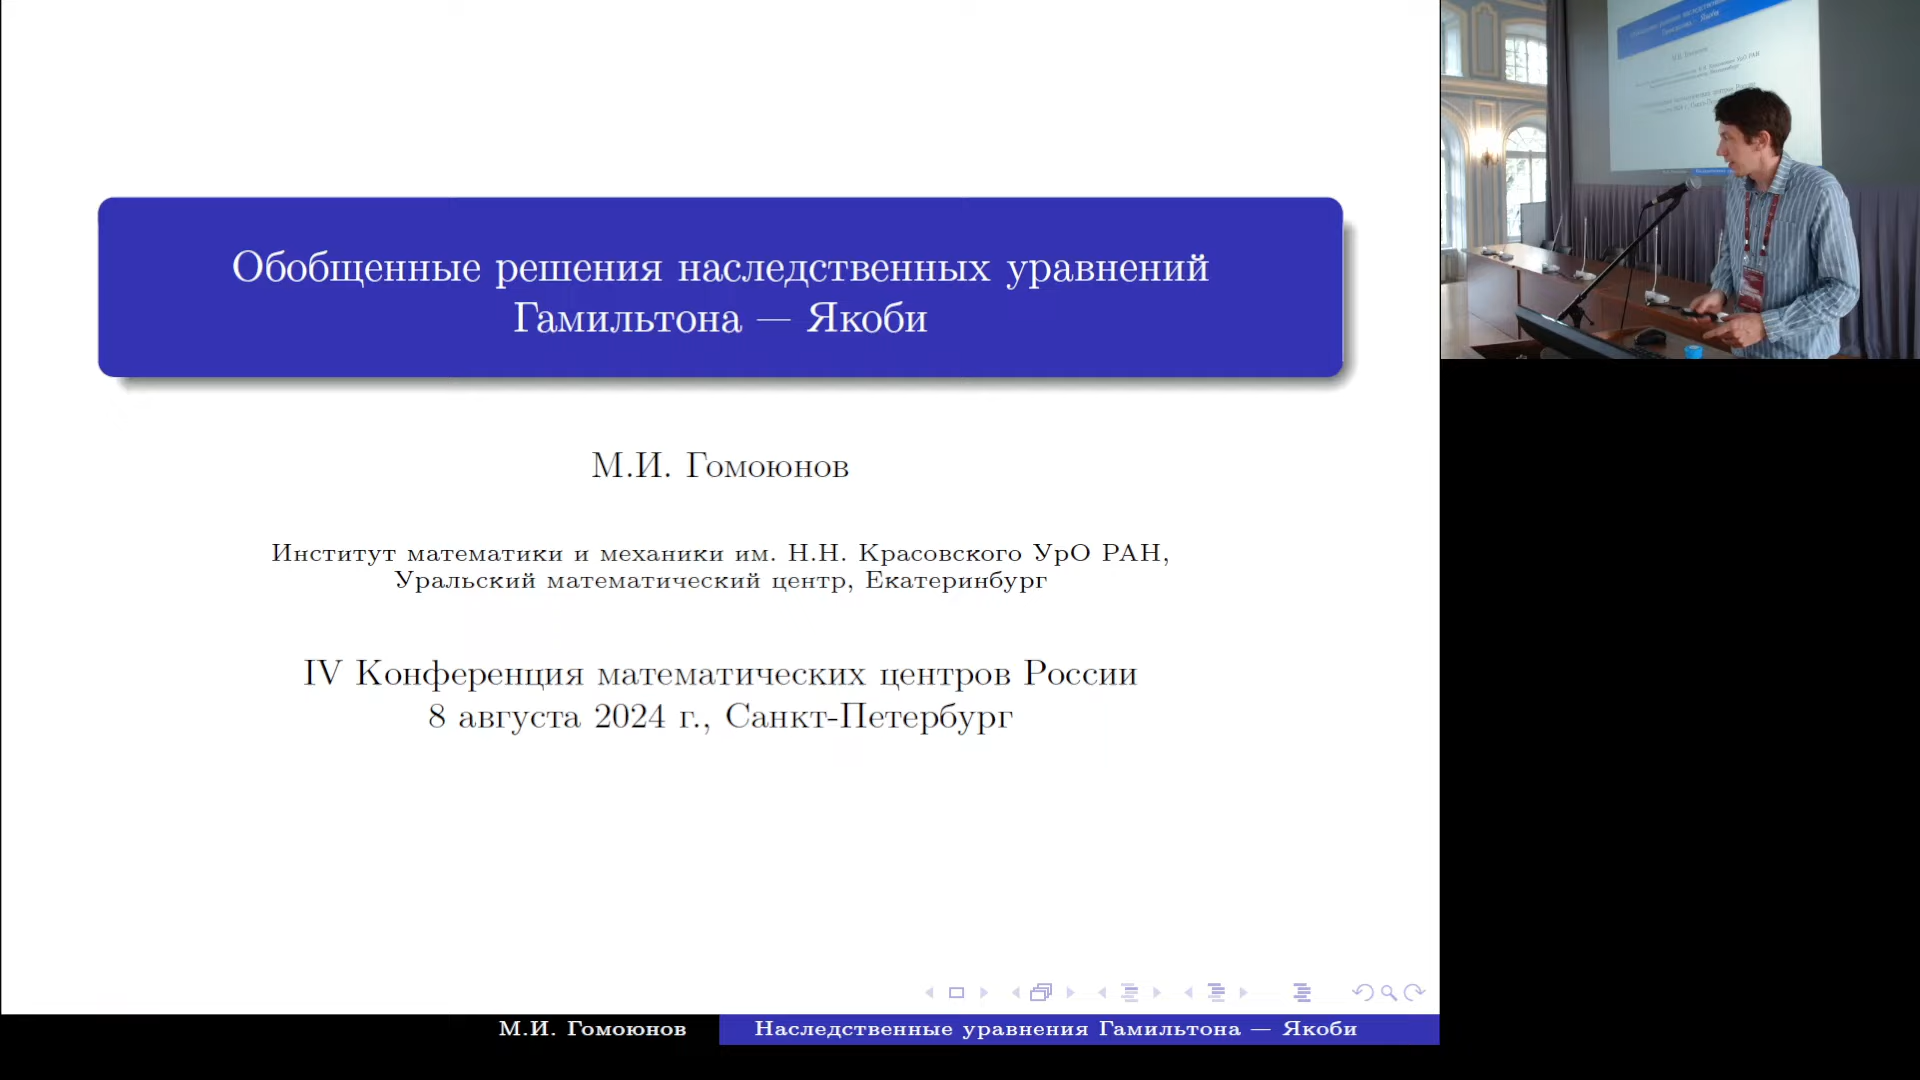 Обобщенные решения наследственных уравнений
Гамильтона — Якоби
М.И. Гомоюнов
Институт математики и механики им. Н.Н. Красовского УрО РАН,
Уральский математический центр, Екатеринбург
IV Конференция математических центров России
8 августа 2024 г., Санкт-Петербург
М.И. Гомоюнов
Наследственные уравнения Гамильтона — Якоби